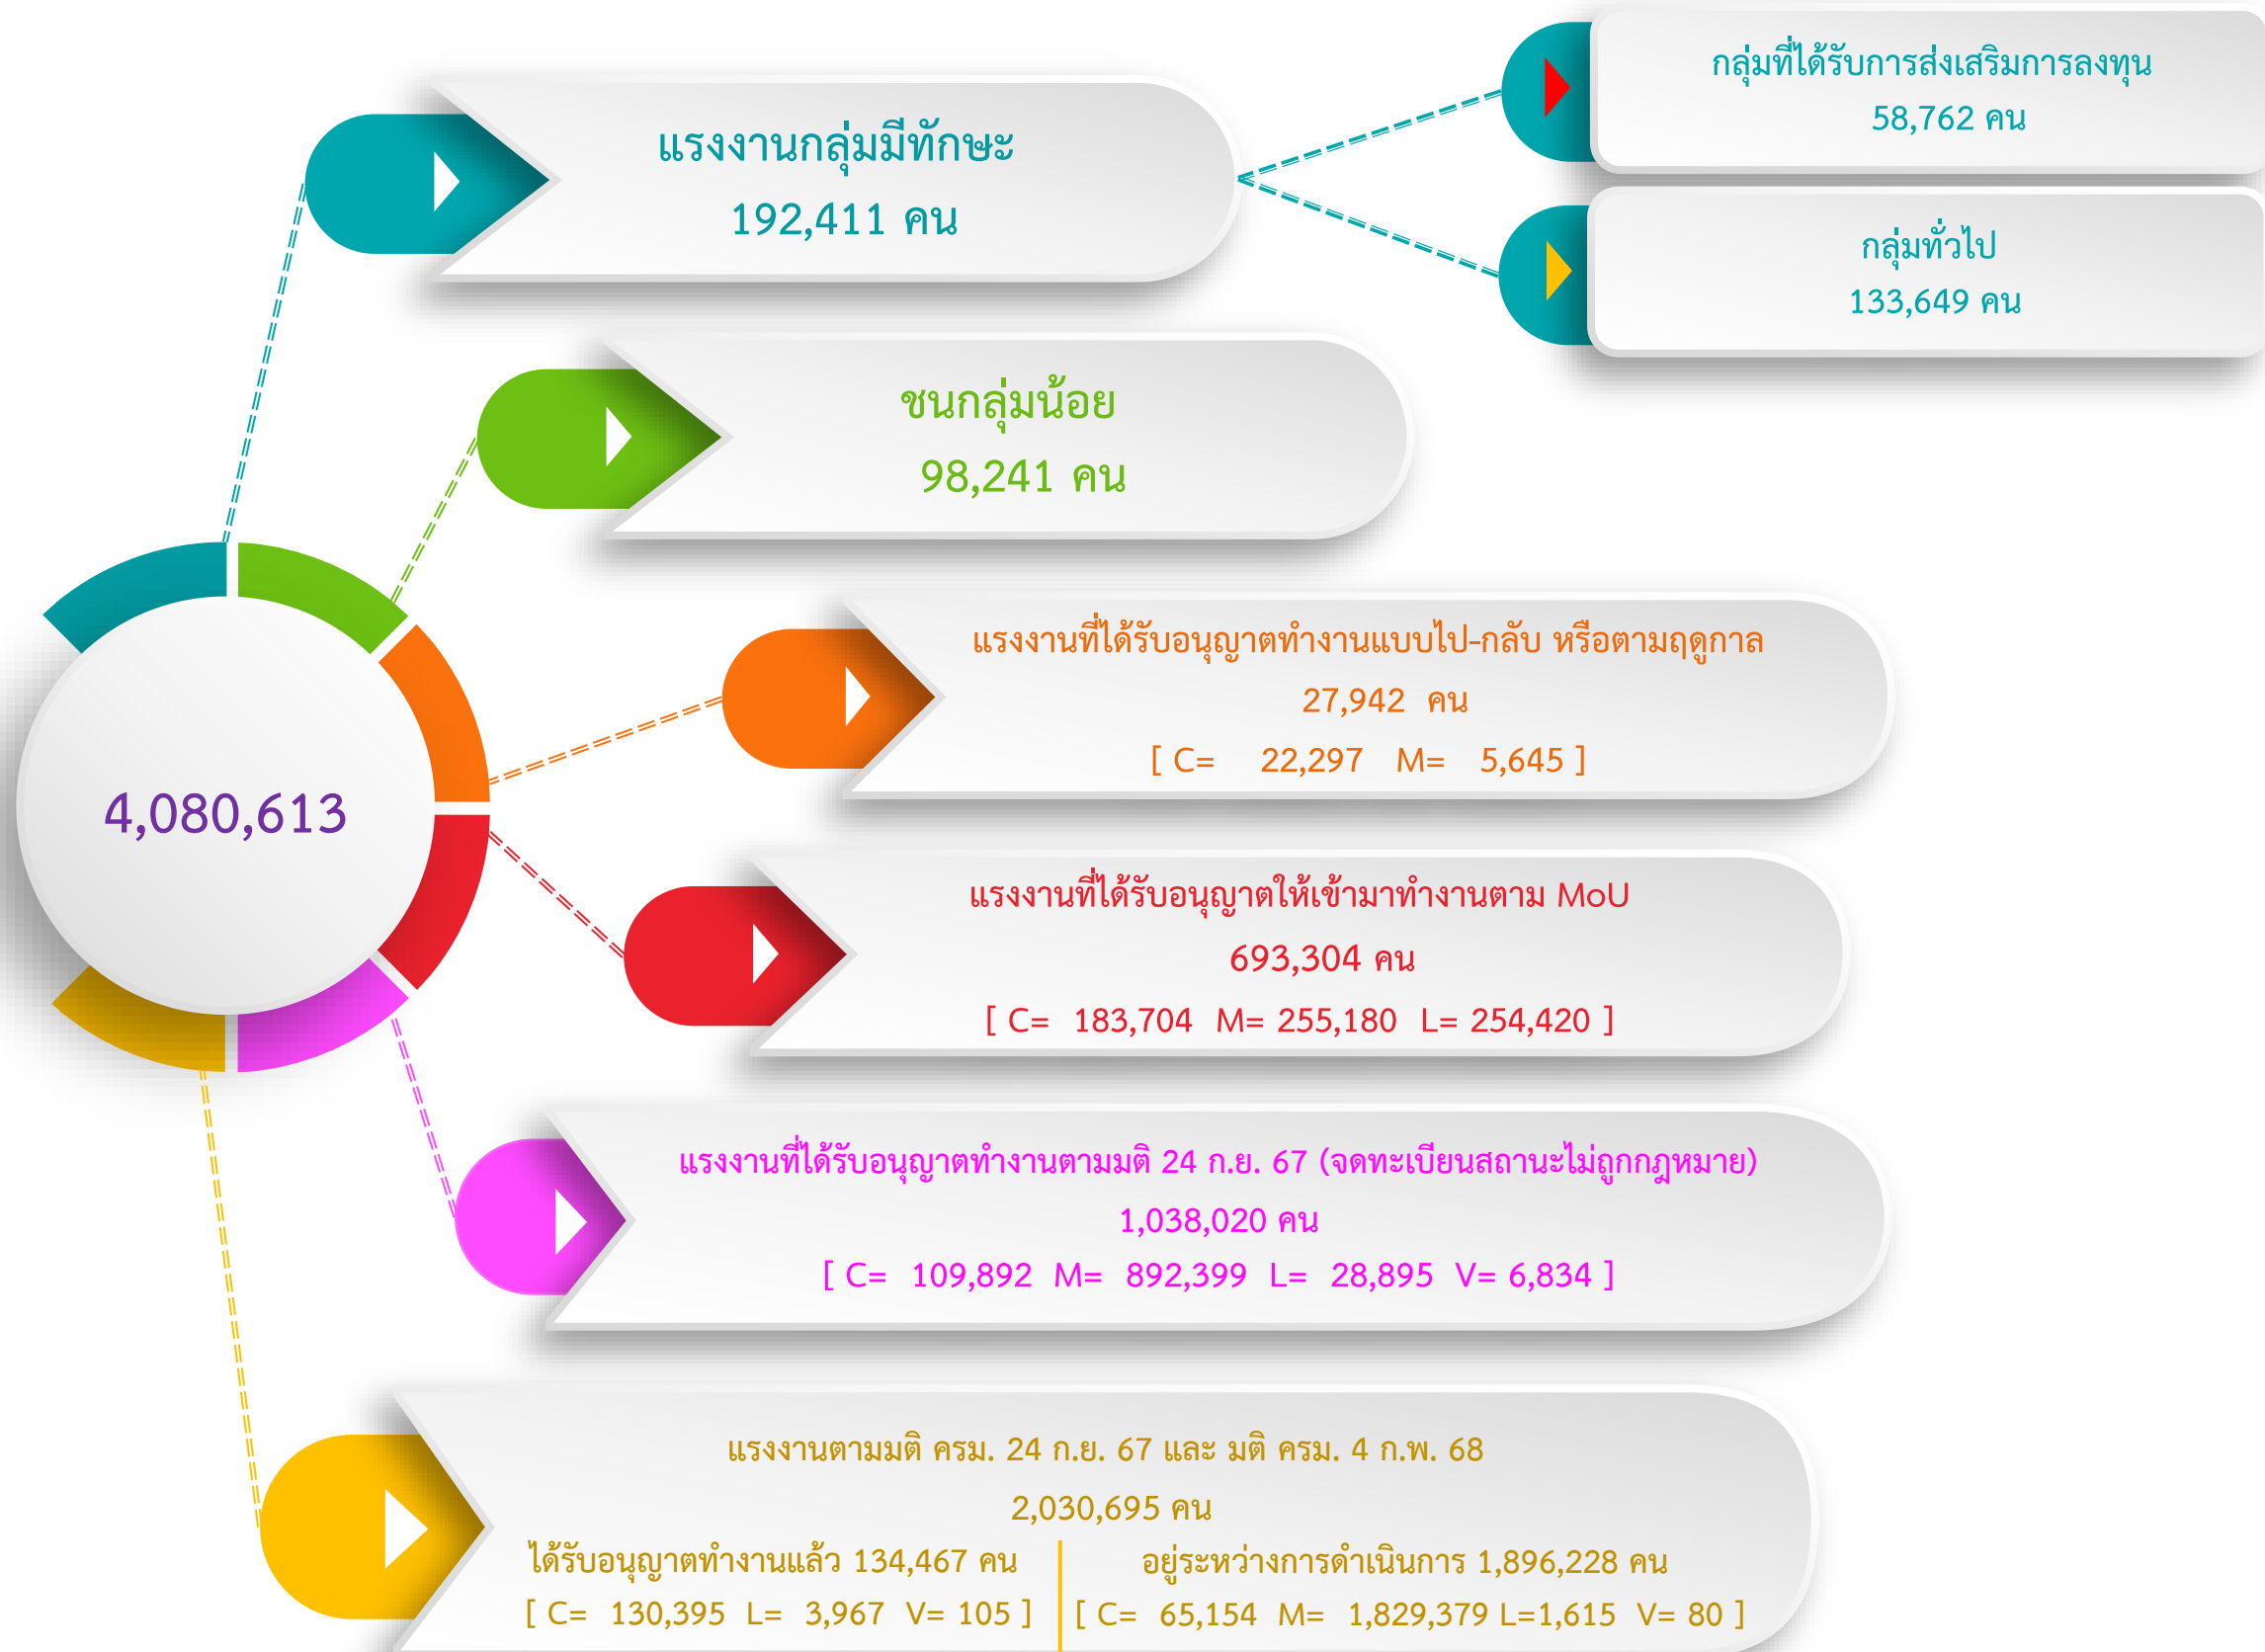 แรงงานกลุ่มมีทักษะ
192,411 คน
กลุ่มที่ได้รับการส่งเสริมการลงทุน
58,762 คน
กลุ่มทั่วไป
133,649 คน
ชนกลุ่มน้อย
98,241 คน
แรงงานที่ได้รับอนุญาตทำงานแบบไป-กลับ หรือตามฤดูกาล
27,942 คน
[ C= 22,297 M= 5,645 ]
4,080,613
แรงงานที่ได้รับอนุญาตให้เข้ามาทำงานตาม MoU
693,304 คน
[ C= 183,704 M= 255,180 L= 254,420 ]
แรงงานที่ได้รับอนุญาตทำงานตามมติ 24 ก.ย. 67 (จดทะเบียนสถานะไม่ถูกกฎหมาย)
1,038,020 คน
[ C= 109,892 M= 892,399 L= 28,895 V= 6,834 ]
แรงงานตามมติ ครม. 24 ก.ย. 67 และ มติ ครม. 4 ก.พ. 68
2,030,695 คน
ได้รับอนุญาตทำงานแล้ว 134,467 คน
[ C= 130,395 L= 3,967 V= 105 ]
อยู่ระหว่างการดำเนินการ 1,896,228 คน
[ C= 65,154 M= 1,829,379 L=1,615 V= 80 ]